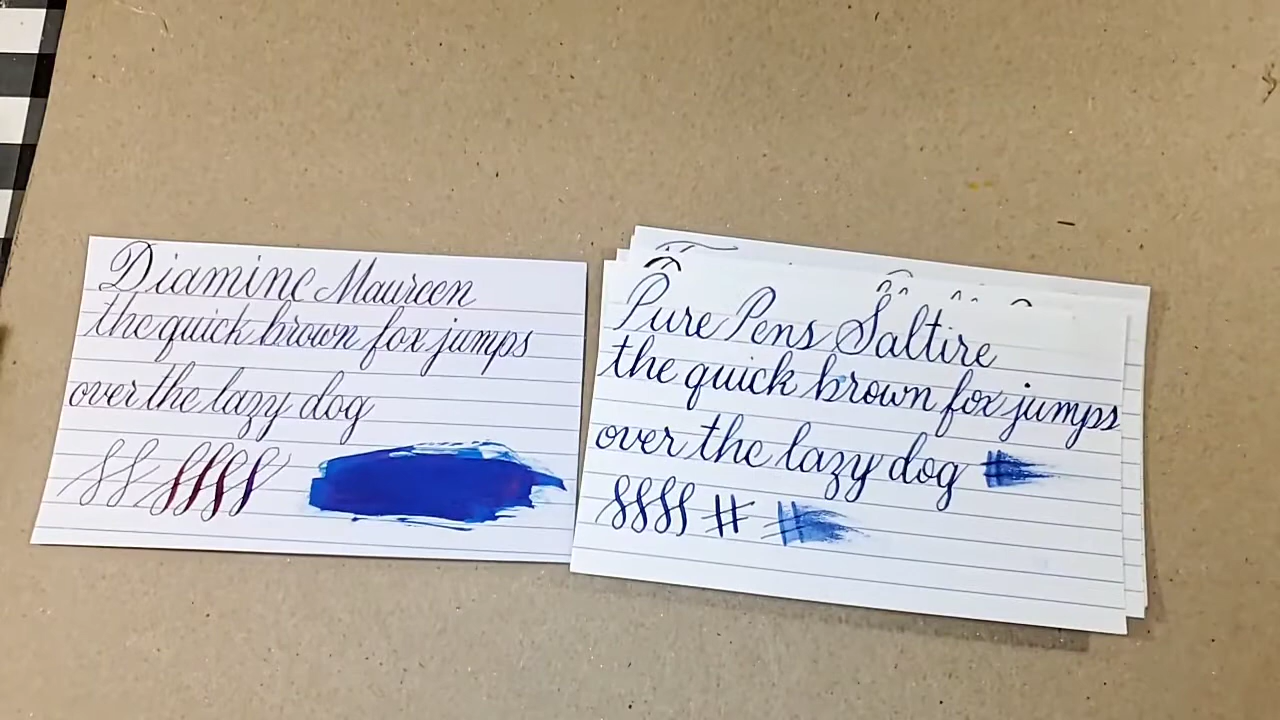 Diamine Maureen
the quick brown fox jumps
over the lazy dog
Pure Pens Saltire
the quick brown fox jumps
over the lazy dog